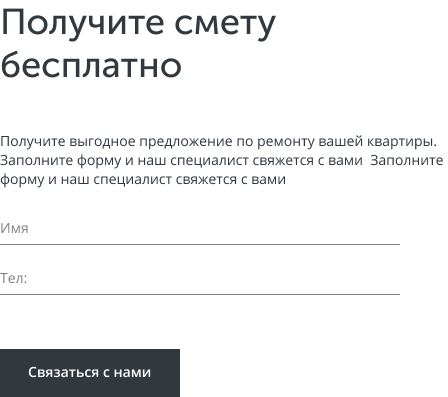 Получите смету
бесплатно
Получите выгодное предложение по ремонту вашей квартиры.
Заполните форму и наш специалист свяжется с вами  Заполните
форму и наш специалист свяжется с вами
Имя
Тел:
Связаться с нами